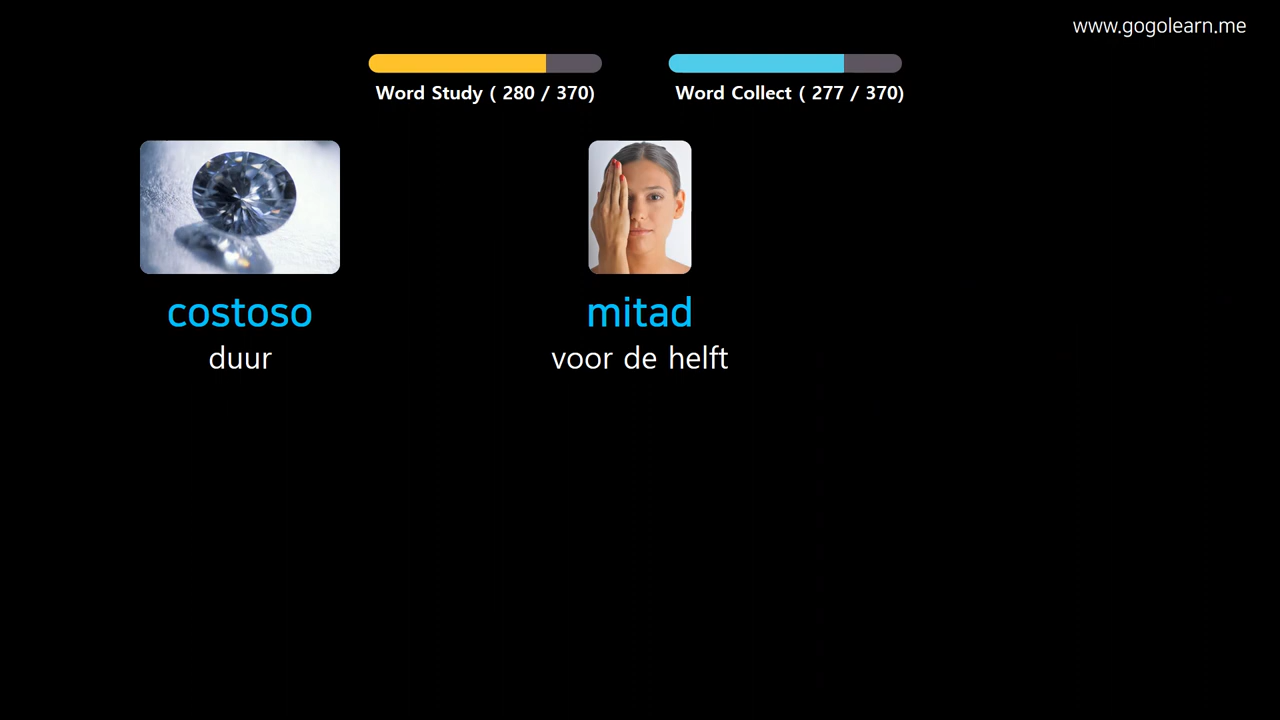 www.gogolearn.me
Word Study ( 280 / 370)
Word Collect ( 277 / 370)
costoso
duur
mitad
voor de helft